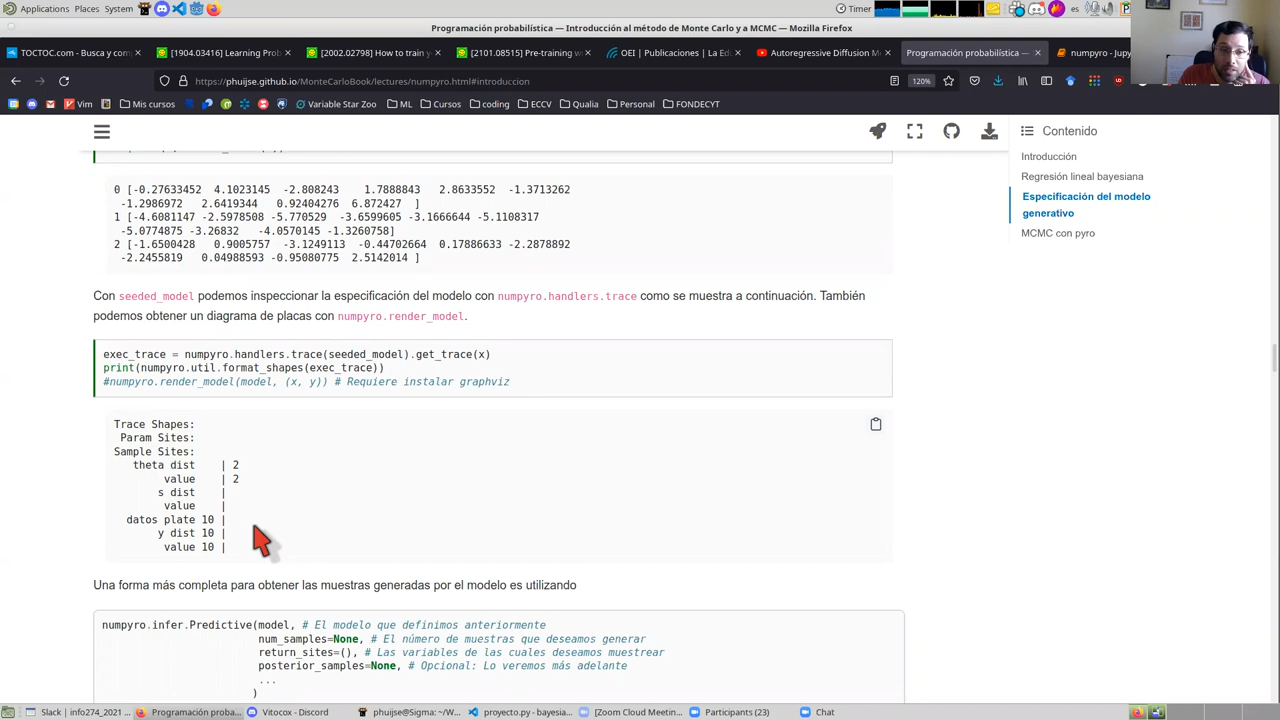 Applications Places System es Timer
Programación probabilística — Introducción al método de Monte Carlo y a MCMC — Mozilla Firefox
TOCTOC.com - Busca y com
[1904.03416] Learning Prob
[2002.02798] How to train y
[2101.08515] Pre-training w
OEI | Publicaciones | La Edu
Autoregressive Diffusion Mo
Programación probabilística —
numpyro - Jupy
https://phuijse.github.io/MonteCarloBook/lectures/numpyro.html#introduccion
120%
Vim Mis cursos Variable Star Zoo ML Cursos coding ECCV Qualia Personal FONDECYT
Contenido
Introducción
Regresión lineal bayesiana
Especificación del modelo
generativo
MCMC con pyro
0 [-0.27633452 4.1023145 -2.808243 1.7088843 2.8633552 -1.3713262
-1.2986972 2.6419344 0.92404276 6.322427 ]
1 [-4.6081147 -2.5978508 -5.770529 -3.6599605 -3.1666644 -5.1108317
-5.0774875 -3.26832 -4.0570145 -1.3260758]
2 [-1.6500428 0.9005757 -3.1249113 0.17886633 -2.2878892
-2.2455819 0.04988593 -0.95080775 2.5142014 ]
Con seeded_model podemos inspeccionar la especificación del modelo con numpyro.handlers.trace como se muestra a continuación. También
podemos obtener un diagrama de placas con numpyro.render_model.
exec_trace = numpyro.handlers.trace(seeded_model).get_trace(x)
print(numpyro.util.format_shapes(exec_trace))
#numpyro.render_model(model, (x, y)) # Requiere instalar graphviz
Trace Shapes:
Param Sites:
Sample Sites:
theta dist | 2
value | 2
s dist |
value |
datos plate 10 |
y dist 10 |
value 10 |
Una forma más completa para obtener las muestras generadas por el modelo es utilizando
numpyro.infer.Predictive(model, # El modelo que definimos anteriormente
num_samples=None, # El número de muestras que deseamos generar
return_sites=(), # Las variables de las cuales deseamos muestrear
posterior_samples=None, # Opcional: Lo veremos más adelante
...
)
Slack | info274_2021 ...
Programación proba...
Vitocox - Discord
phuijse@Sigma: ~/W...
proyecto.py - bayesia...
[Zoom Cloud Meetin...
Participants (23)
Chat